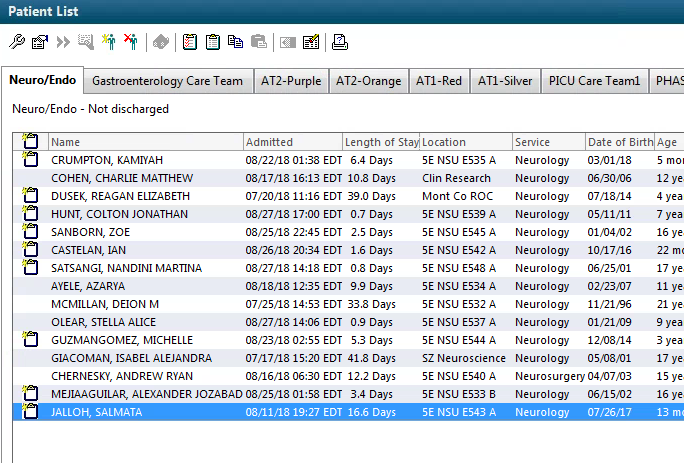 Patient List
Neuro/Endo Gastroenterology Care Team AT2-Purple AT2-Orange AT1-Red AT1-Silver PICU Care Team1 PHAS
Neuro/Endo - Not discharged
Name Admitted Length of Stay Location Service Date of Birth Age
CRUMPTON, KAMIYAH 08/22/18 01:38 EDT 6.4 Days 5E NSU E535 A Neurology 03/01/18 5 mo
COHEN, CHARLIE MATTHEW 08/17/18 16:13 EDT 10.8 Days Clin Research Neurology 06/30/06 12 ye
DUSEK, REAGAN ELIZABETH 07/20/18 11:16 EDT 39.0 Days Mont Co ROC Neurology 07/18/14 4 yea
HUNT, COLTON JONATHAN 08/27/18 17:00 EDT 0.7 Days 5E NSU E539 A Neurology 05/11/11 7 yea
SANBORN, ZOE 08/25/18 22:45 EDT 2.5 Days 5E NSU E545 A Neurology 01/04/02 16 ye
CASTELAN, IAN 08/26/18 20:34 EDT 1.6 Days 5E NSU E542 A Neurology 10/17/16 22 mo
SATSANGI, NANDINI MARTINA 08/27/18 14:18 EDT 0.8 Days 5E NSU E548 A Neurology 06/25/01 17 ye
AYELE, AZARYA 08/18/18 12:35 EDT 9.9 Days 5E NSU E534 A Neurology 02/23/07 11 ye
MCMILLAN, DEION M 07/25/18 14:53 EDT 33.8 Days 5E NSU E532 A Neurology 11/21/96 21 ye
OLEAR, STELLA ALICE 08/27/18 14:06 EDT 0.9 Days 5E NSU E537 A Neurology 01/21/09 9 yea
GUZMANGOMEZ, MICHELLE 08/23/18 02:55 EDT 5.3 Days 5E NSU E544 A Neurology 12/08/14 3 yea
GIACOMAN, ISABEL ALEJANDRA 07/17/18 15:20 EDT 41.8 Days SZ Neuroscience Neurology 05/08/01 17 ye
CHERNESKY, ANDREW RYAN 08/16/18 06:30 EDT 12.2 Days 5E NSU E540 A Neurosurgery 04/07/03 15 ye
MEJIAAGUILAR, ALEXANDER JOZABAD 08/25/18 01:58 EDT 3.4 Days 5E NSU E533 B Neurology 06/15/02 16 ye
JALLOH, SALMATA 08/11/18 19:27 EDT 16.6 Days 5E NSU E543 A Neurology 07/26/17 13 mo